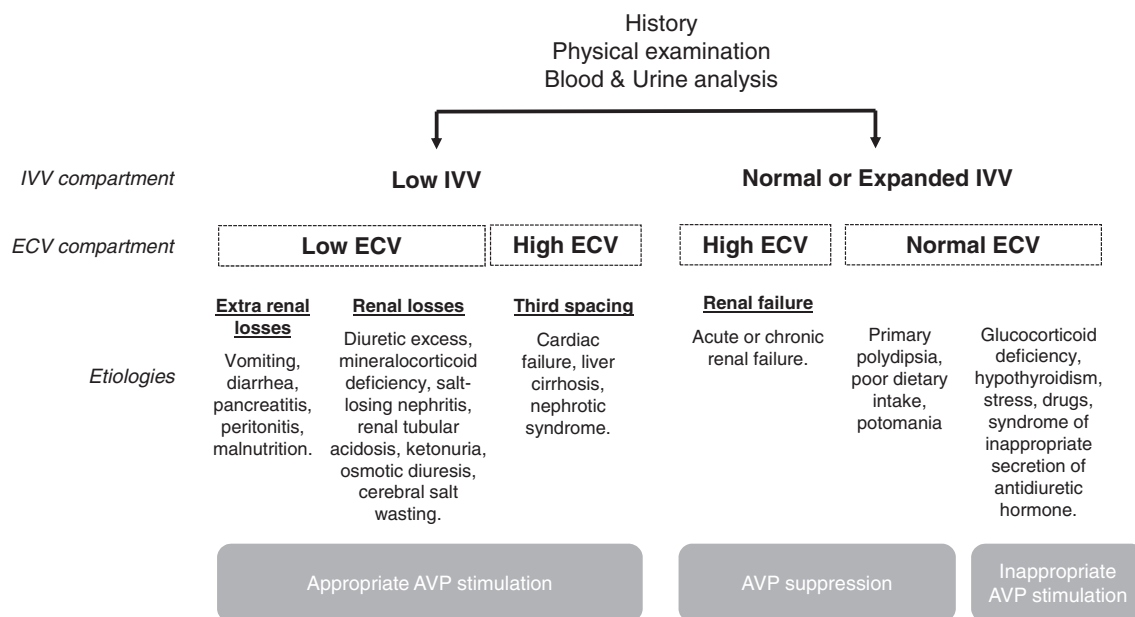 History
Physical examination
Blood & Urine analysis
IVV compartment
Low IVV
Normal or Expanded IVV
ECV compartment
Low ECV
High ECV
High ECV
Normal ECV
Etiologies
Extra renal
losses
Vomiting,
diarrhea,
pancreatitis,
peritonitis,
malnutrition.
Renal losses
Diuretic excess,
mineralocorticoid
deficiency, salt-
losing nephritis,
renal tubular
acidosis, ketonuria,
osmotic diuresis,
cerebral salt
wasting.
Third spacing
Cardiac
failure, liver
cirrhosis,
nephrotic
syndrome.
Renal failure
Acute or chronic
renal failure.
Primary
polydipsia,
poor dietary
intake,
potomania
Glucocorticoid
deficiency,
hypothyroidism,
stress, drugs,
syndrome of
inappropriate
secretion of
antidiuretic
hormone.
Appropriate AVP stimulation
AVP suppression
Inappropriate
AVP stimulation